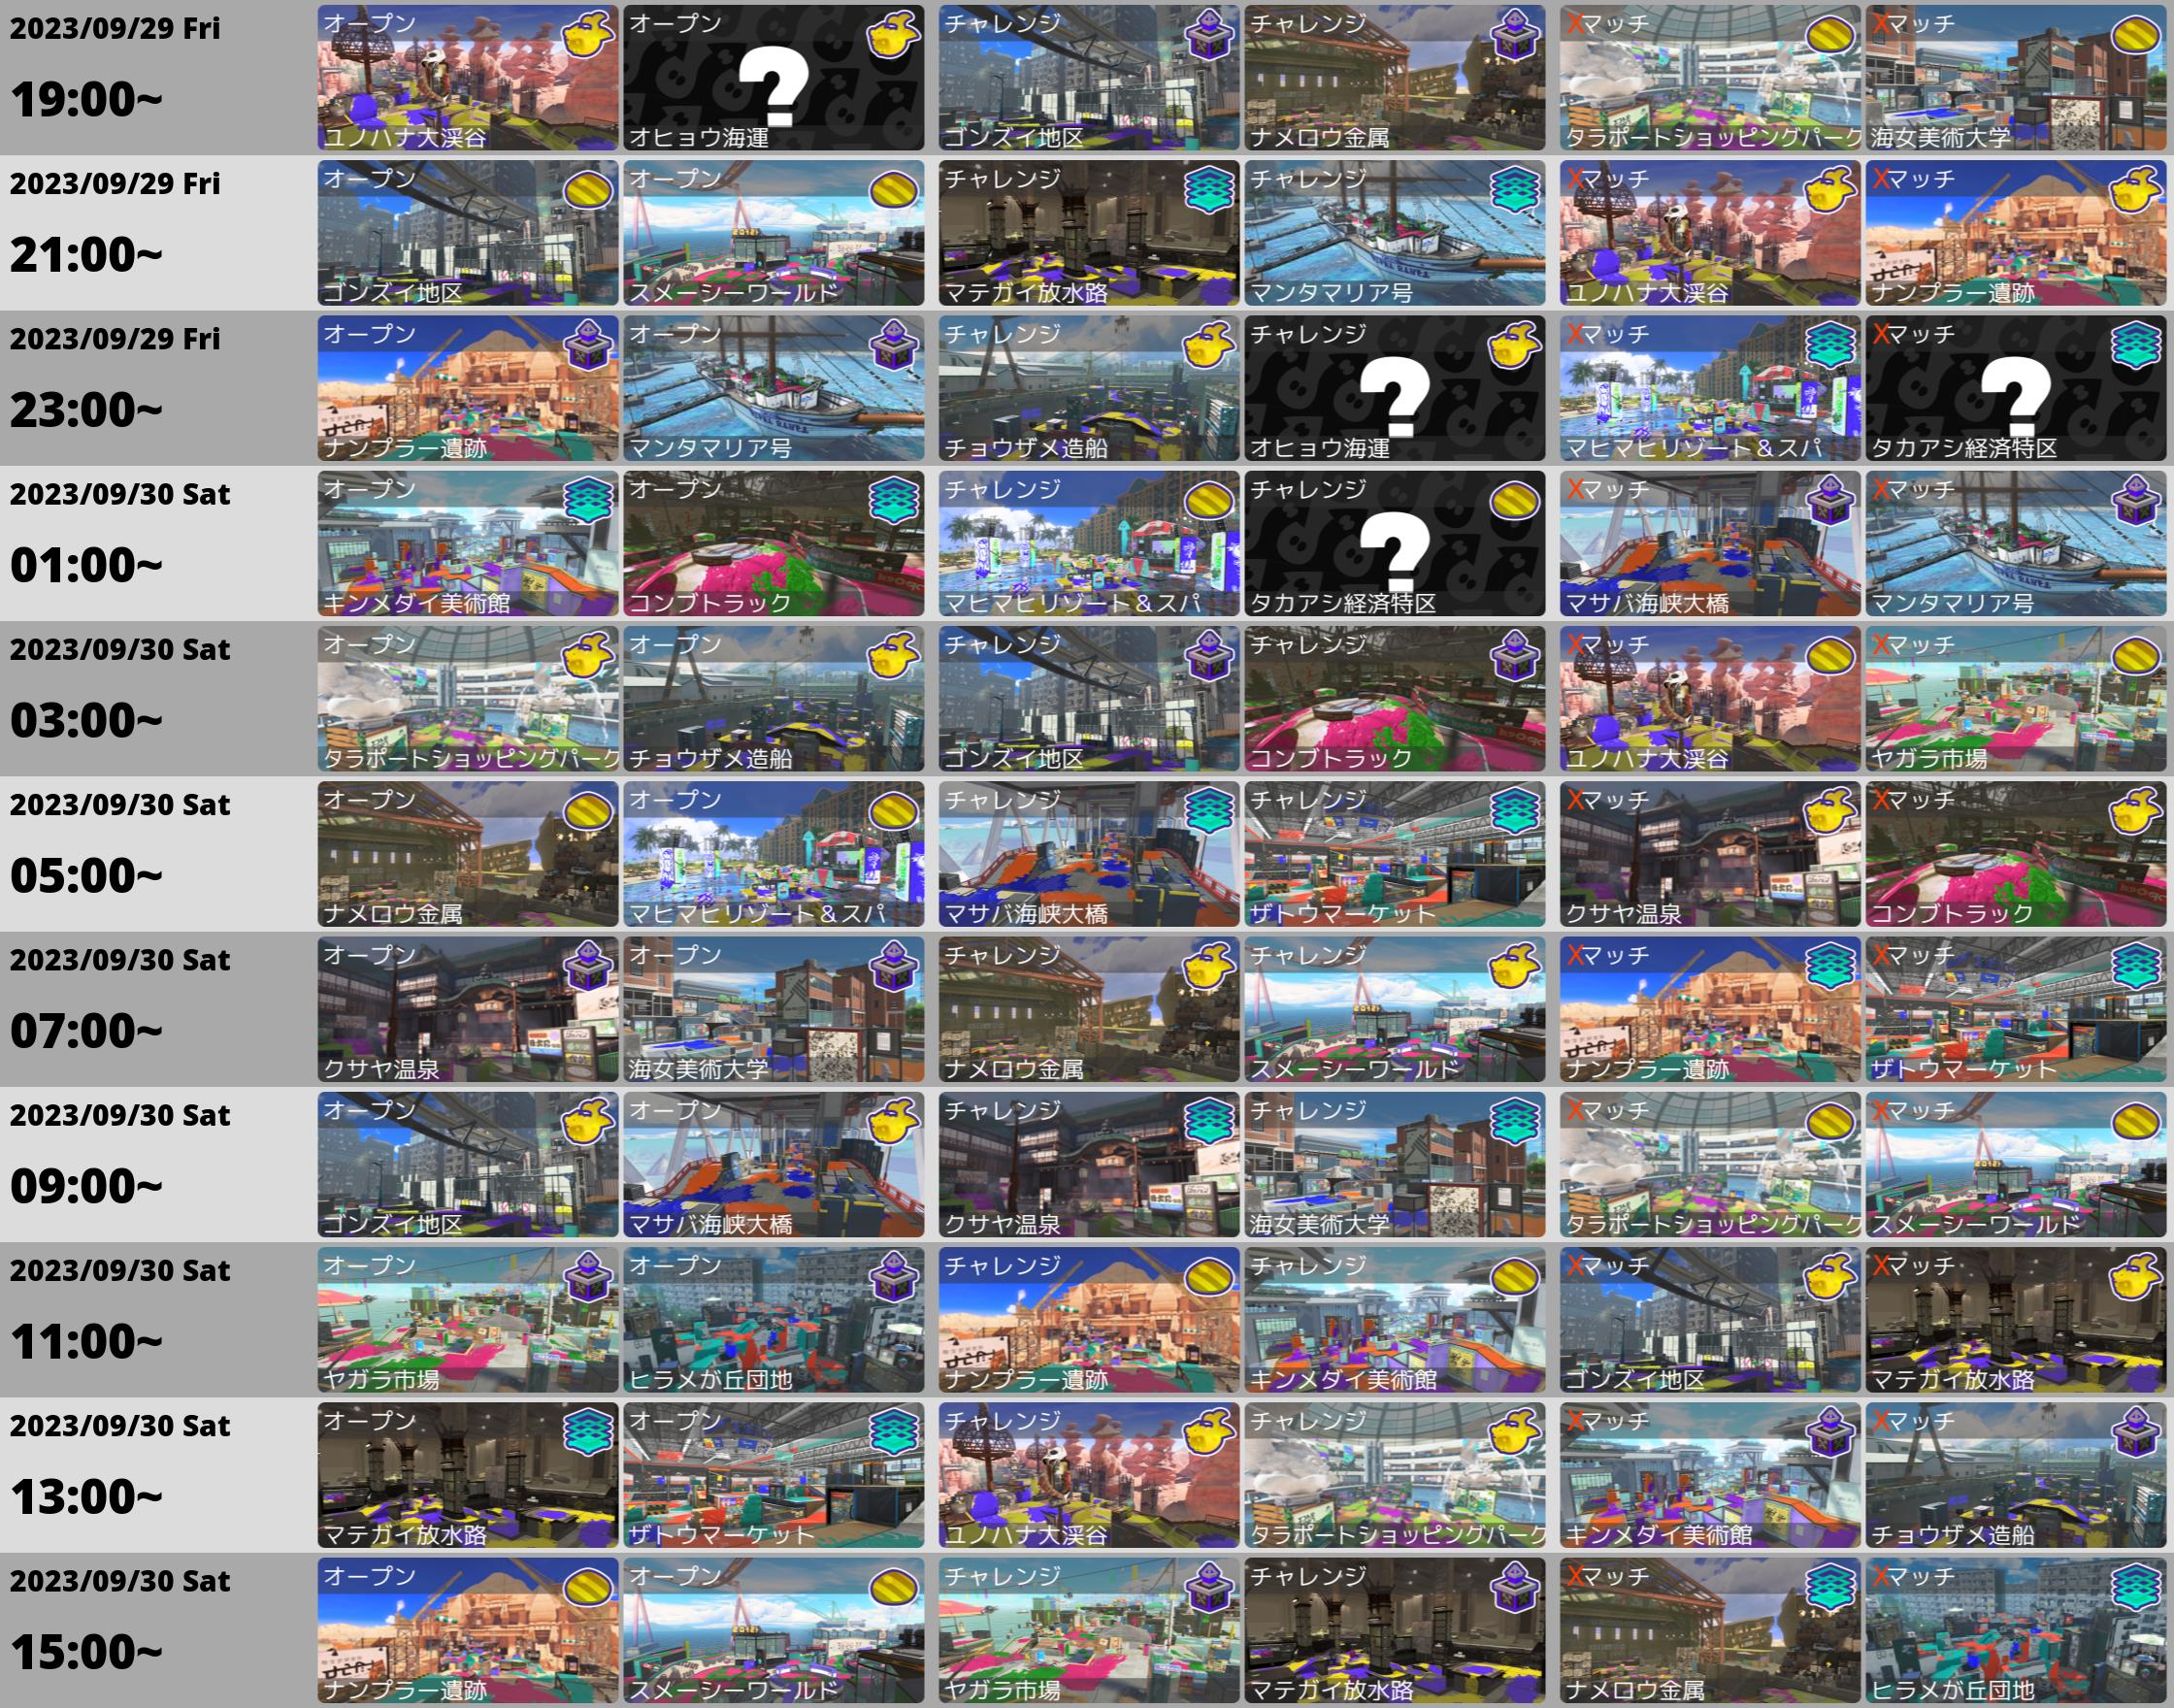 2023/09/29 Fri
19:00~
オープン
ユノハナ大渓谷
オープン
?
オヒョウ海運
チャレンジ
ゴンズイ地区
チャレンジ
ナメロウ金属
Xマッチ
タラポートショッピングパーク
Xマッチ
海女美術大学
2023/09/29 Fri
21:00~
オープン
ゴンズイ地区
オープン
スメーシーワールド
チャレンジ
マテガイ放水路
チャレンジ
マンタマリア号
Xマッチ
ユノハナ大渓谷
Xマッチ
ナンプラー遺跡
2023/09/29 Fri
23:00~
オープン
ナンプラー遺跡
オープン
マンタマリア号
チャレンジ
チョウザメ造船
チャレンジ
?
オヒョウ海運
Xマッチ
マヒマヒリゾート＆スパ
Xマッチ
?
タカアシ経済特区
2023/09/30 Sat
01:00~
オープン
キンメダイ美術館
オープン
コンブトラック
チャレンジ
マヒマヒリゾート＆スパ
チャレンジ
?
タカアシ経済特区
Xマッチ
マサバ海峡大橋
Xマッチ
マンタマリア号
2023/09/30 Sat
03:00~
オープン
タラポートショッピングパーク
オープン
チョウザメ造船
チャレンジ
ゴンズイ地区
チャレンジ
コンブトラック
Xマッチ
ユノハナ大渓谷
Xマッチ
ヤガラ市場
2023/09/30 Sat
05:00~
オープン
ナメロウ金属
オープン
マヒマヒリゾート＆スパ
チャレンジ
マサバ海峡大橋
チャレンジ
ザトウマーケット
Xマッチ
クサヤ温泉
Xマッチ
コンブトラック
2023/09/30 Sat
07:00~
オープン
クサヤ温泉
オープン
海女美術大学
チャレンジ
ナメロウ金属
チャレンジ
スメーシーワールド
Xマッチ
ナンプラー遺跡
Xマッチ
ザトウマーケット
2023/09/30 Sat
09:00~
オープン
ゴンズイ地区
オープン
マサバ海峡大橋
チャレンジ
クサヤ温泉
チャレンジ
海女美術大学
Xマッチ
タラポートショッピングパーク
Xマッチ
スメーシーワールド
2023/09/30 Sat
11:00~
オープン
ヤガラ市場
オープン
ヒラメが丘団地
チャレンジ
ナンプラー遺跡
チャレンジ
キンメダイ美術館
Xマッチ
ゴンズイ地区
Xマッチ
マテガイ放水路
2023/09/30 Sat
13:00~
オープン
マテガイ放水路
オープン
ザトウマーケット
チャレンジ
ユノハナ大渓谷
チャレンジ
タラポートショッピングパーク
Xマッチ
キンメダイ美術館
Xマッチ
チョウザメ造船
2023/09/30 Sat
15:00~
オープン
ナンプラー遺跡
オープン
スメーシーワールド
チャレンジ
ヤガラ市場
チャレンジ
マテガイ放水路
Xマッチ
ナメロウ金属
Xマッチ
ヒラメが丘団地